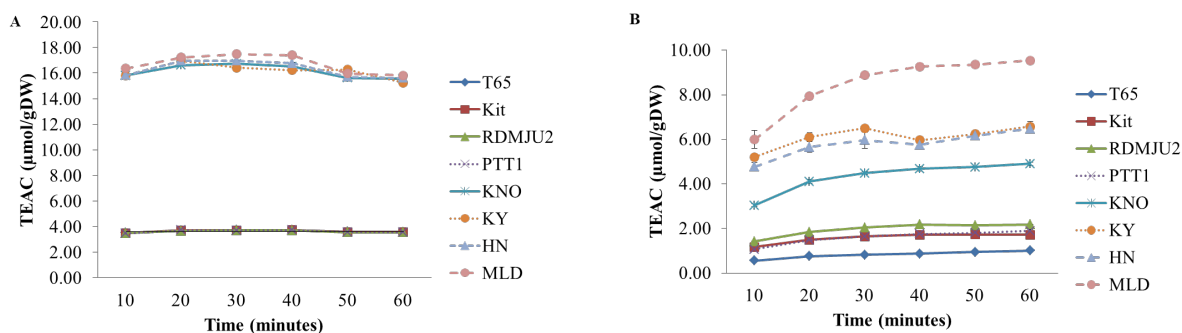 A
TEAC (µmol/gDW)
20.00
18.00
16.00
14.00
12.00
10.00
8.00
6.00
4.00
2.00
0.00
10 20 30 40 50 60
Time (minutes)
T65
Kit
RDMJU2
PTT1
KNO
KY
HN
MLD
B
TEAC (µmol/gDW)
10.00
8.00
6.00
4.00
2.00
0.00
10 20 30 40 50 60
Time (minutes)
T65
Kit
RDMJU2
PTT1
KNO
KY
HN
MLD